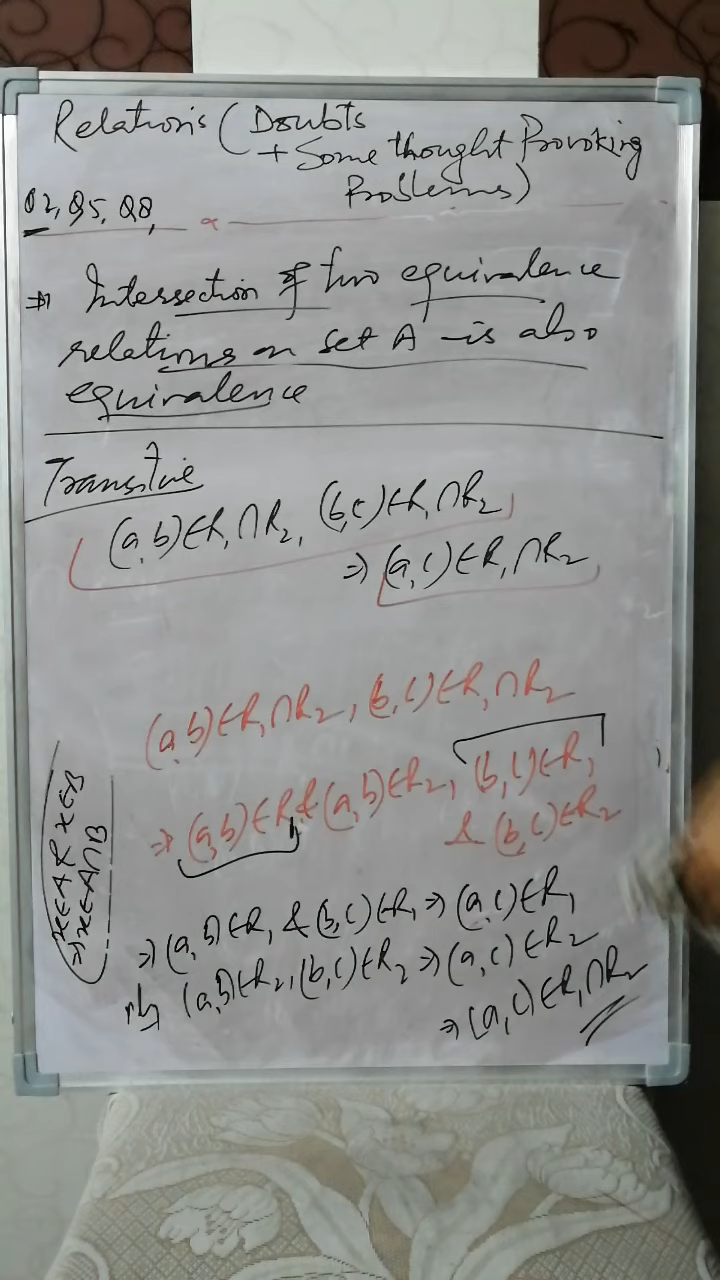 Relations (Doubts
+ Some thought Provoking
Problems)
Q2, Q5, Q8,
⇒ Intersection of two equivalence
relations on set A is also
equivalence
Transitive
(a,b)∈R₁∩R₂, (b,c)∈R₁∩R₂
⇒ (a,c)∈R₁∩R₂
(a,b)∈R₁∩R₂, (b,c)∈R₁∩R₂
⇒ (a,b)∈R₁ & (a,b)∈R₂, (b,c)∈R₁
& (b,c)∈R₂
⇒ (a,b)∈R₁ & (b,c)∈R₁ ⇒ (a,c)∈R₁
(a,b)∈R₂, (b,c)∈R₂ ⇒ (a,c)∈R₂
⇒ (a,c)∈R₁∩R₂
x∈A & x∈B
⇒ x∈A∩B